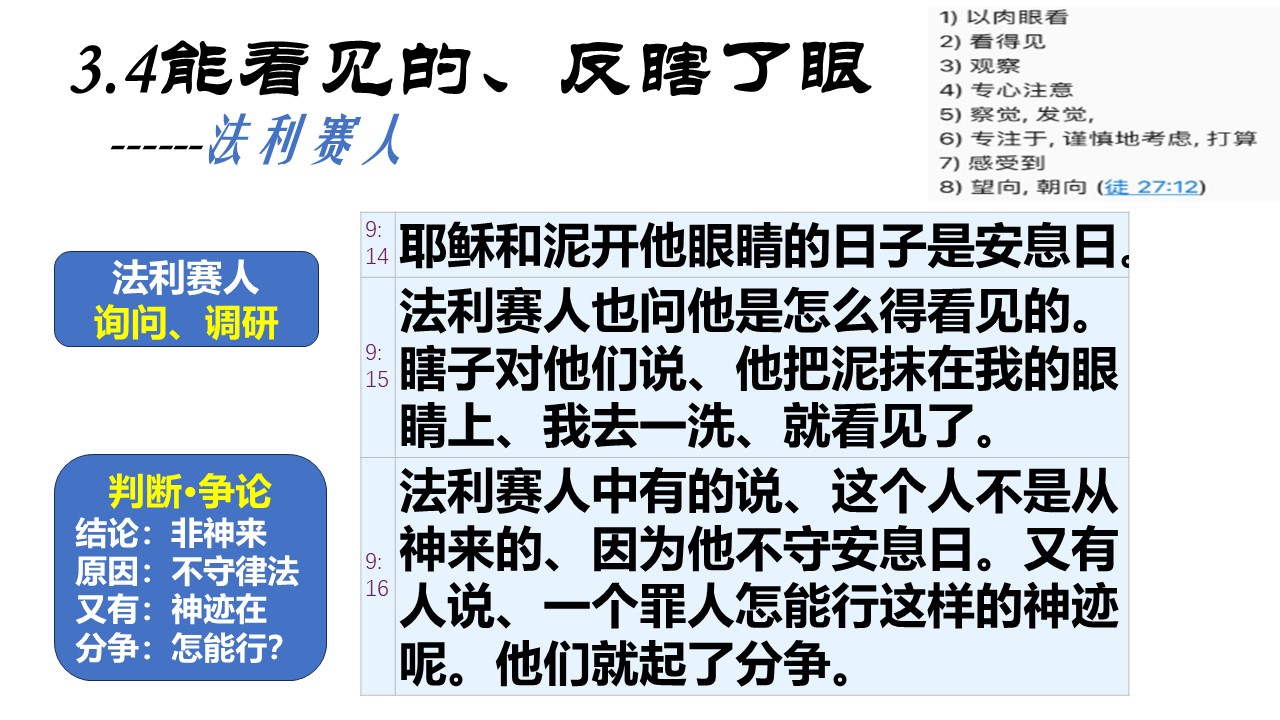 3.4能看见的、反瞎了眼
------法利赛人
1) 以肉眼看
2) 看得见
3) 观察
4) 专心注意
5) 察觉, 发觉,
6) 专注于, 谨慎地考虑, 打算
7) 感受到
8) 望向, 朝向 (徒 27:12)
法利赛人
询问、调研
判断•争论
结论：非神来
原因：不守律法
又有：神迹在
分争：怎能行？
9:
14
耶稣和泥开他眼睛的日子是安息日。
9:
15
法利赛人也问他是怎么得看见的。
瞎子对他们说、他把泥抹在我的眼
睛上、我去一洗、就看见了。
9:
16
法利赛人中有的说、这个人不是从
神来的、因为他不守安息日。又有
人说、一个罪人怎能行这样的神迹
呢。他们就起了分争。